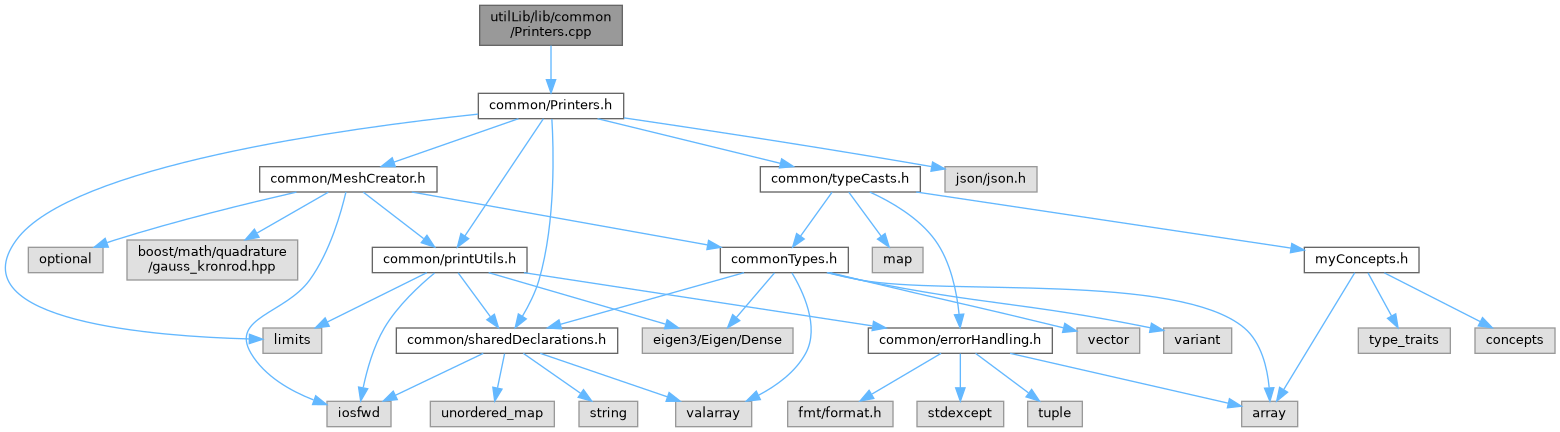 utilLib/lib/common
/Printers.cpp
common/Printers.h
common/MeshCreator.h
common/typeCasts.h
json/json.h
optional
boost/math/quadrature
/gauss_kronrod.hpp
common/printUtils.h
commonTypes.h
map
myConcepts.h
limits
common/sharedDeclarations.h
eigen3/Eigen/Dense
common/errorHandling.h
vector
variant
type_traits
concepts
iosfwd
unordered_map
string
valarray
fmt/format.h
stdexcept
tuple
array